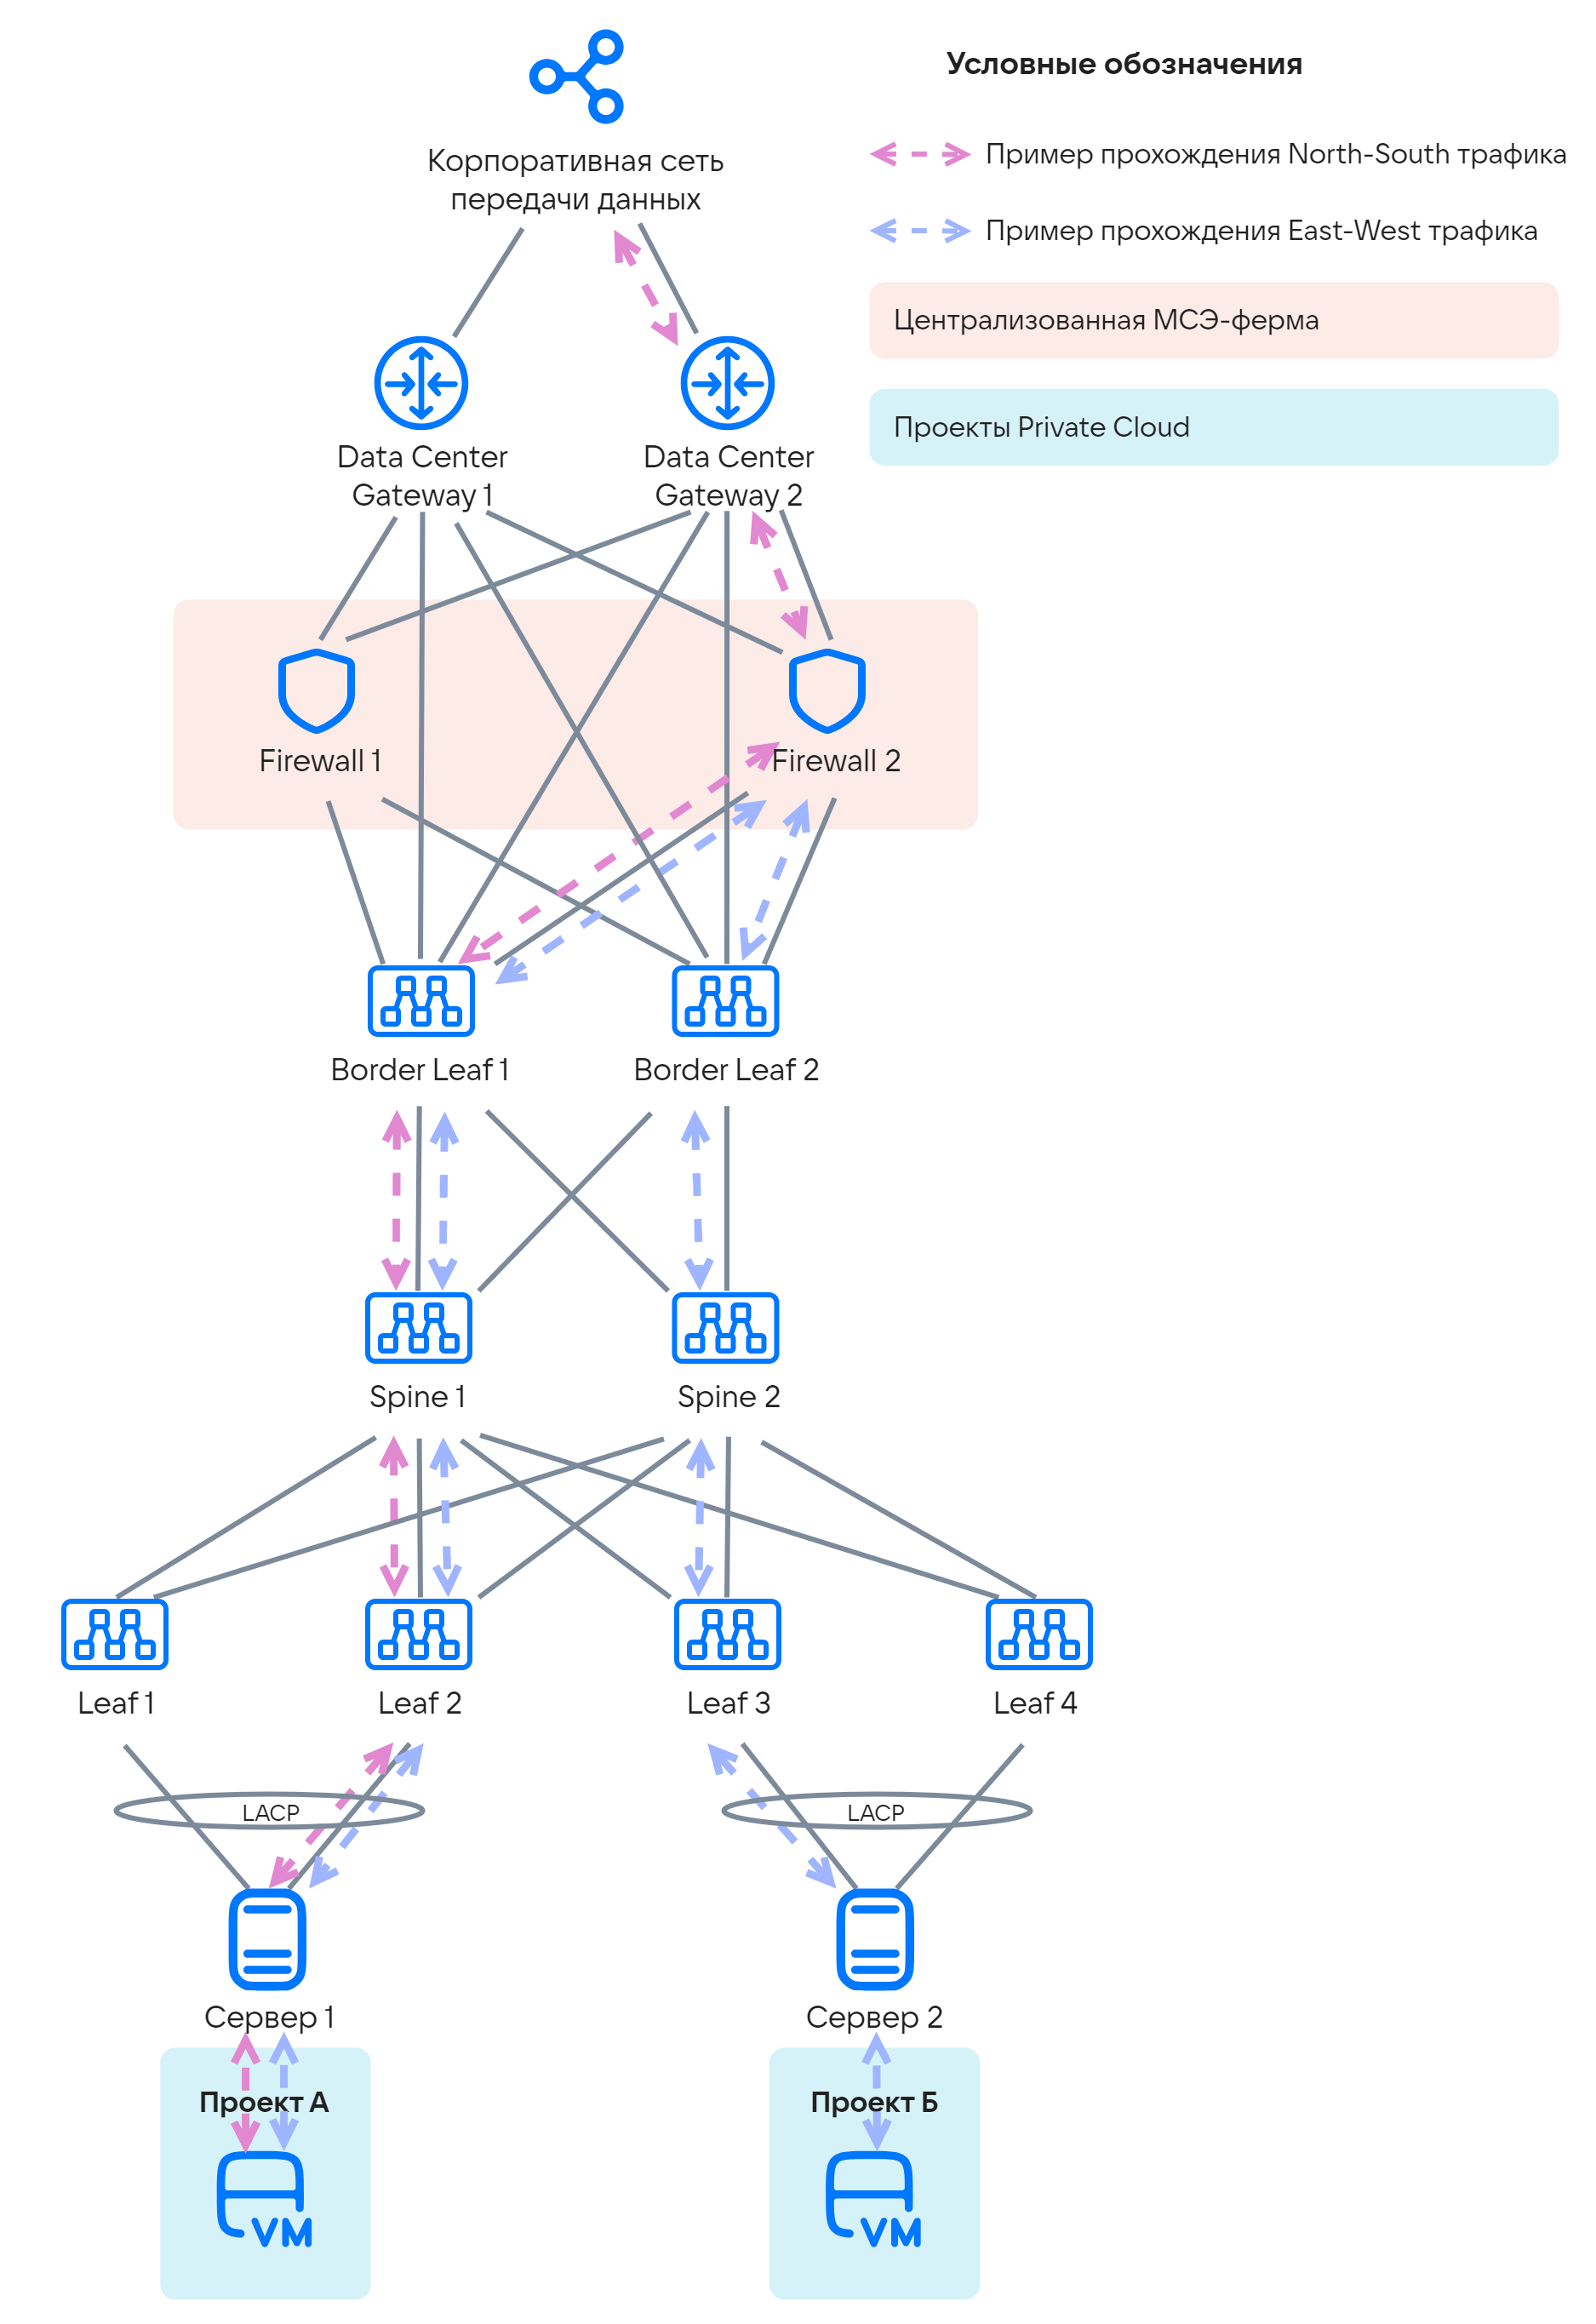 Условные обозначения
Пример прохождения North-South трафика
Пример прохождения East-West трафика
Централизованная МСЭ-ферма
Проекты Private Cloud
Корпоративная сеть
передачи данных
Data Center
Gateway 1
Data Center
Gateway 2
Firewall 1
Firewall 2
Border Leaf 1
Border Leaf 2
Spine 1
Spine 2
Leaf 1
Leaf 2
Leaf 3
Leaf 4
LACP
LACP
Сервер 1
Сервер 2
Проект А
Проект Б
VM
VM